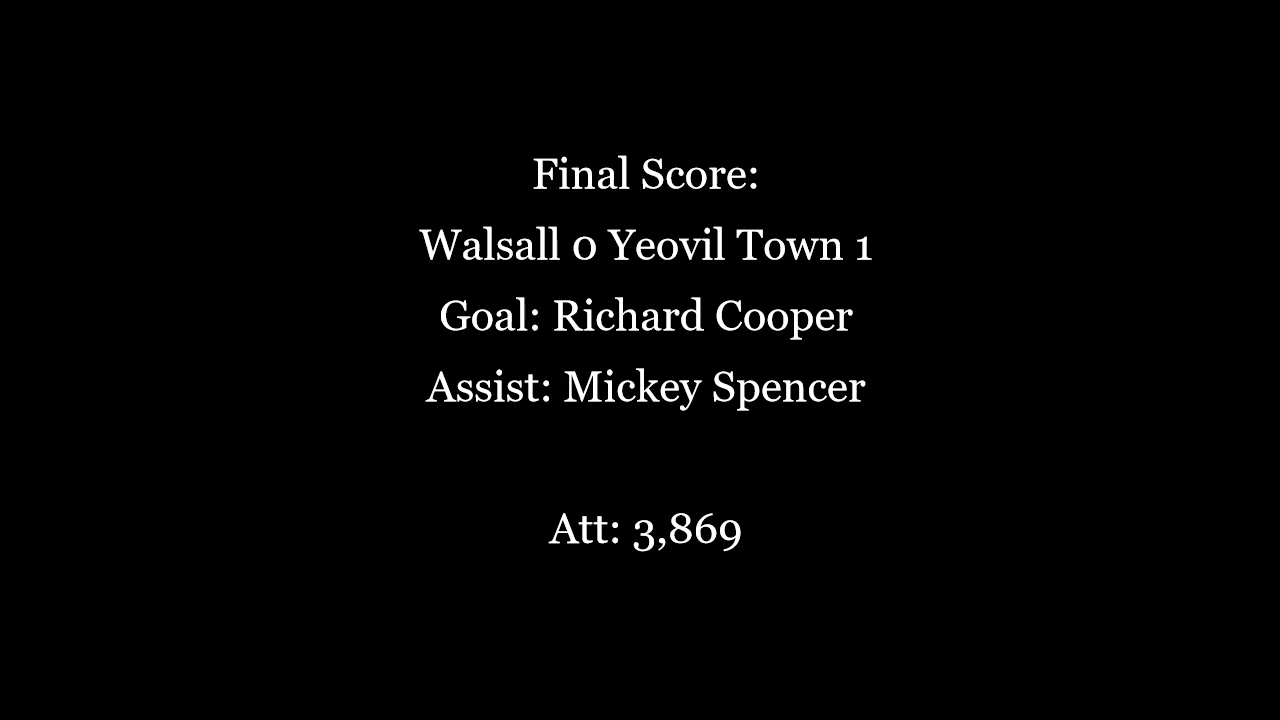 Final Score:
Walsall 0 Yeovil Town 1
Goal: Richard Cooper
Assist: Mickey Spencer
Att: 3,869